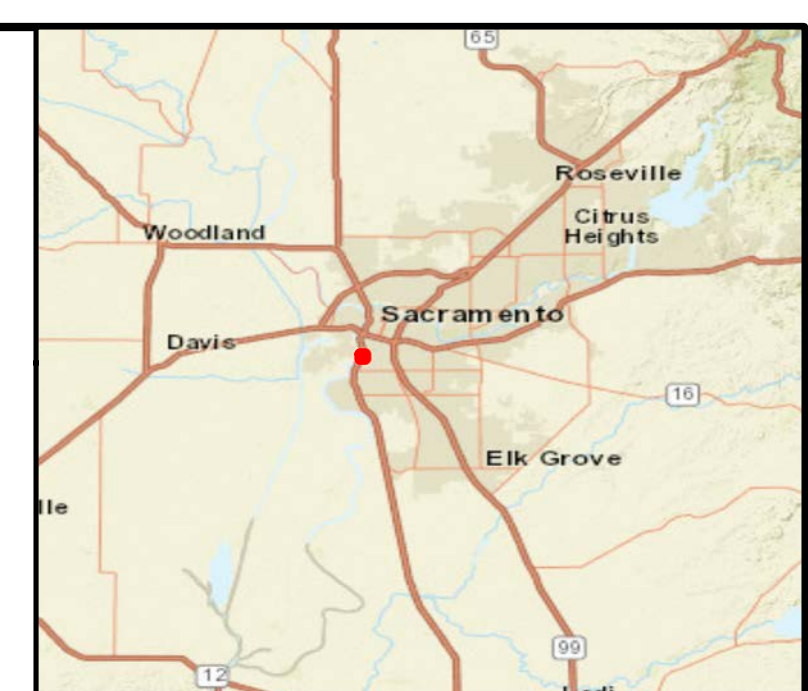 65
Roseville
Citrus
Heights
Woodland
Sacramento
Davis
16
Elk Grove
lle
99
12